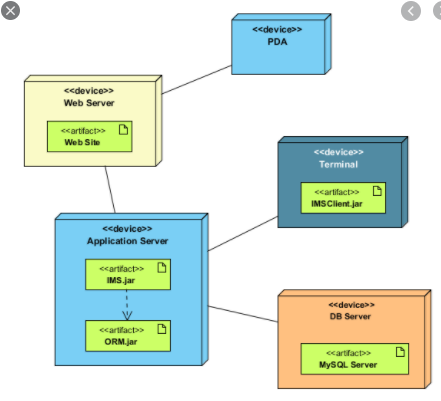 <<device>>
PDA
<<device>>
Web Server
<<artifact>>
Web Site
<<device>>
Terminal
<<artifact>>
IMSClient.jar
<<device>>
Application Server
<<artifact>>
IMS.jar
<<artifact>>
ORM.jar
<<device>>
DB Server
<<artifact>>
MySQL Server